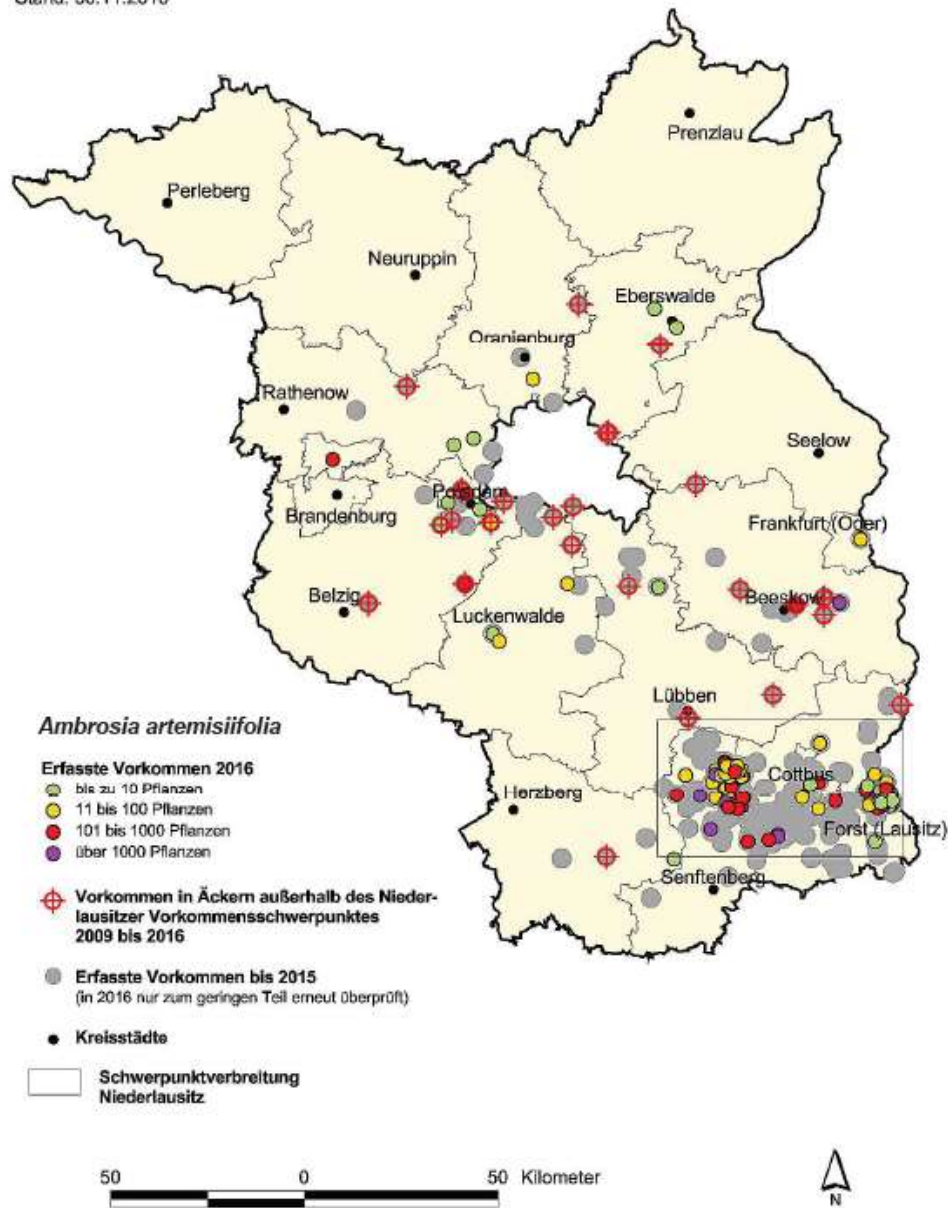 Prenzlau
Perleberg
Neuruppin
Eberswalde
Oranienburg
Rathenow
Seelow
Potsdam
Brandenburg
Frankfurt (Oder)
Belzig
Beeskow
Luckenwalde
Lübben
Ambrosia artemisiifolia
Erfasste Vorkommen 2016
bis zu 10 Pflanzen
11 bis 100 Pflanzen
101 bis 1000 Pflanzen
über 1000 Pflanzen
Cottbus
Herzberg
Forst (Lausitz)
Senftenberg
Vorkommen in Äckern außerhalb des Nieder-
lausitzer Vorkommensschwerpunktes
2009 bis 2016
Erfasste Vorkommen bis 2015
(in 2016 nur zum geringen Teil erneut überprüft)
Kreisstädte
Schwerpunktverbreitung
Niederlausitz
50 0 50 Kilometer
N